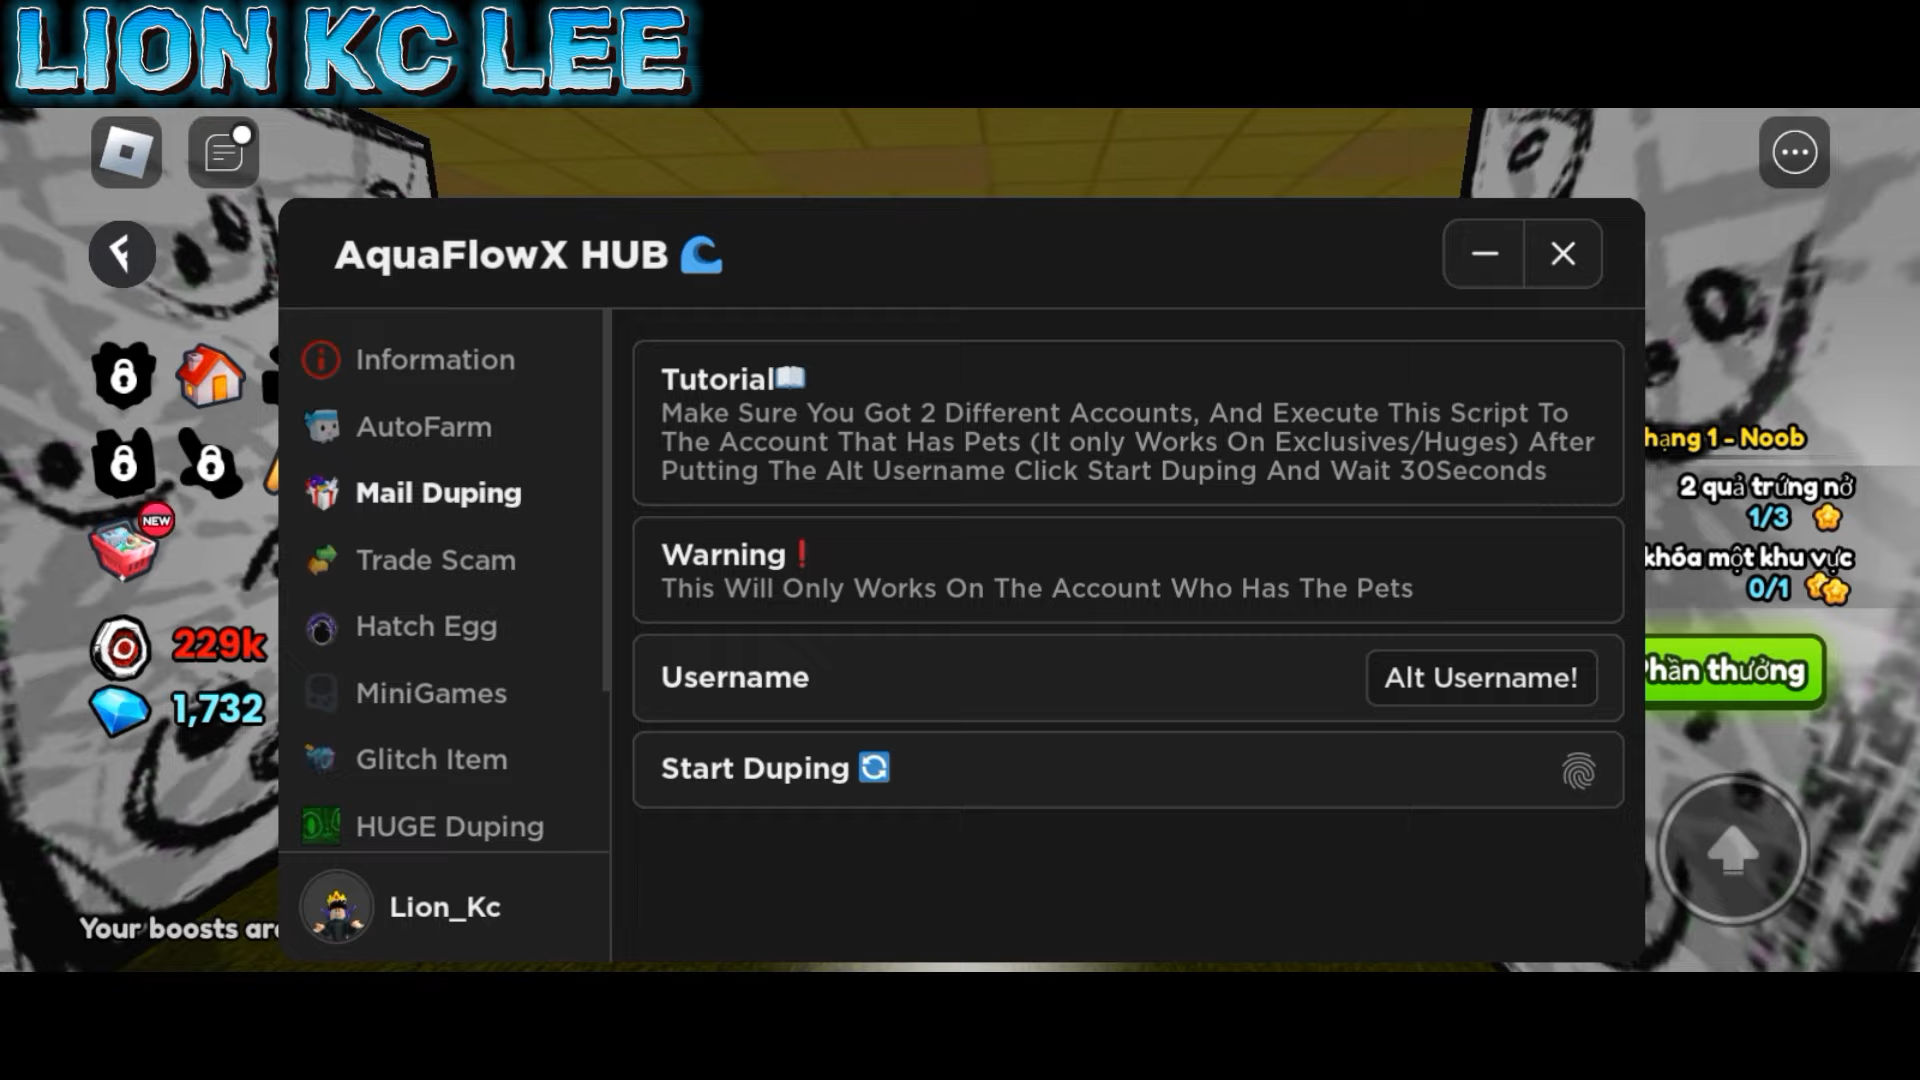 LION KC LEE
AquaFlowX HUB
Information
AutoFarm
Mail Duping
Trade Scam
Hatch Egg
MiniGames
Glitch Item
HUGE Duping
Lion_Kc
Tutorial
Make Sure You Got 2 Different Accounts, And Execute This Script To
The Account That Has Pets (It only Works On Exclusives/Huges) After
Putting The Alt Username Click Start Duping And Wait 30Seconds
Warning❗
This Will Only Works On The Account Who Has The Pets
Username
Alt Username!
Start Duping
NEW
229k
1,732
Your boosts
hạng 1 - Noob
2 quả trứng nở
1/3
khóa một khu vực
0/1
Phần thưởng